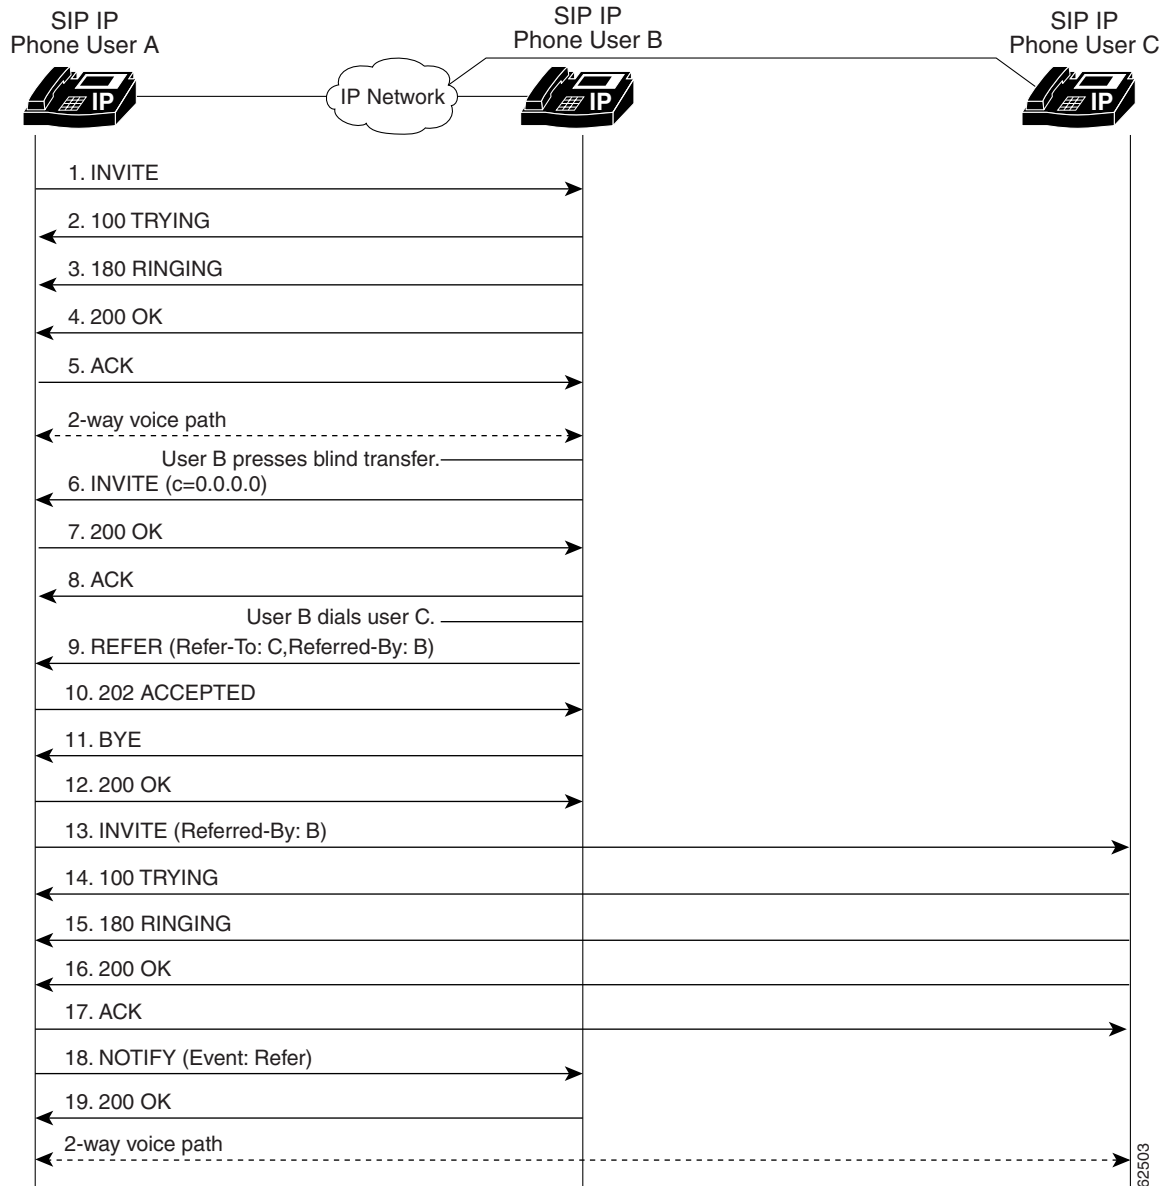 SIP IP
Phone User A
SIP IP
Phone User B
SIP IP
Phone User C
IP
IP Network
IP
IP
1. INVITE
2. 100 TRYING
3. 180 RINGING
4. 200 OK
5. ACK
2-way voice path
User B presses blind transfer.
6. INVITE (c=0.0.0.0)
7. 200 OK
8. ACK
User B dials user C.
9. REFER (Refer-To: C,Referred-By: B)
10. 202 ACCEPTED
11. BYE
12. 200 OK
13. INVITE (Referred-By: B)
14. 100 TRYING
15. 180 RINGING
16. 200 OK
17. ACK
18. NOTIFY (Event: Refer)
19. 200 OK
2-way voice path
62503